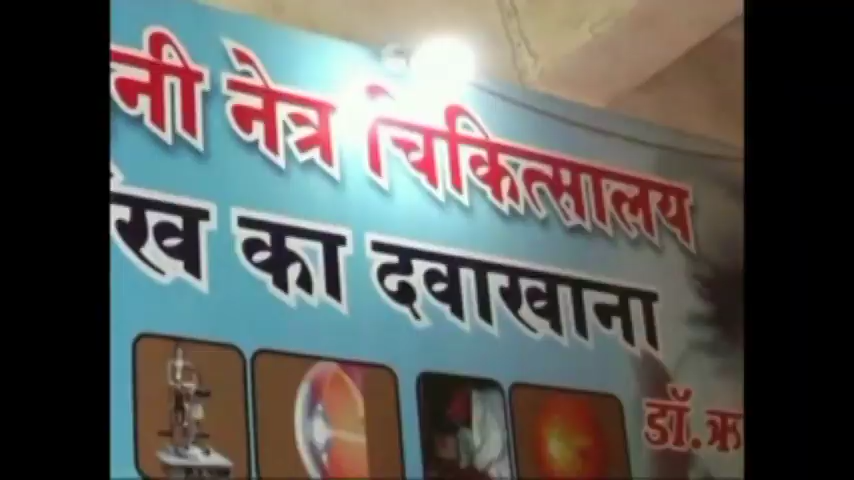 नी नेत्र चिकित्सालय
ख का दवाखाना
डॉ. ऋ